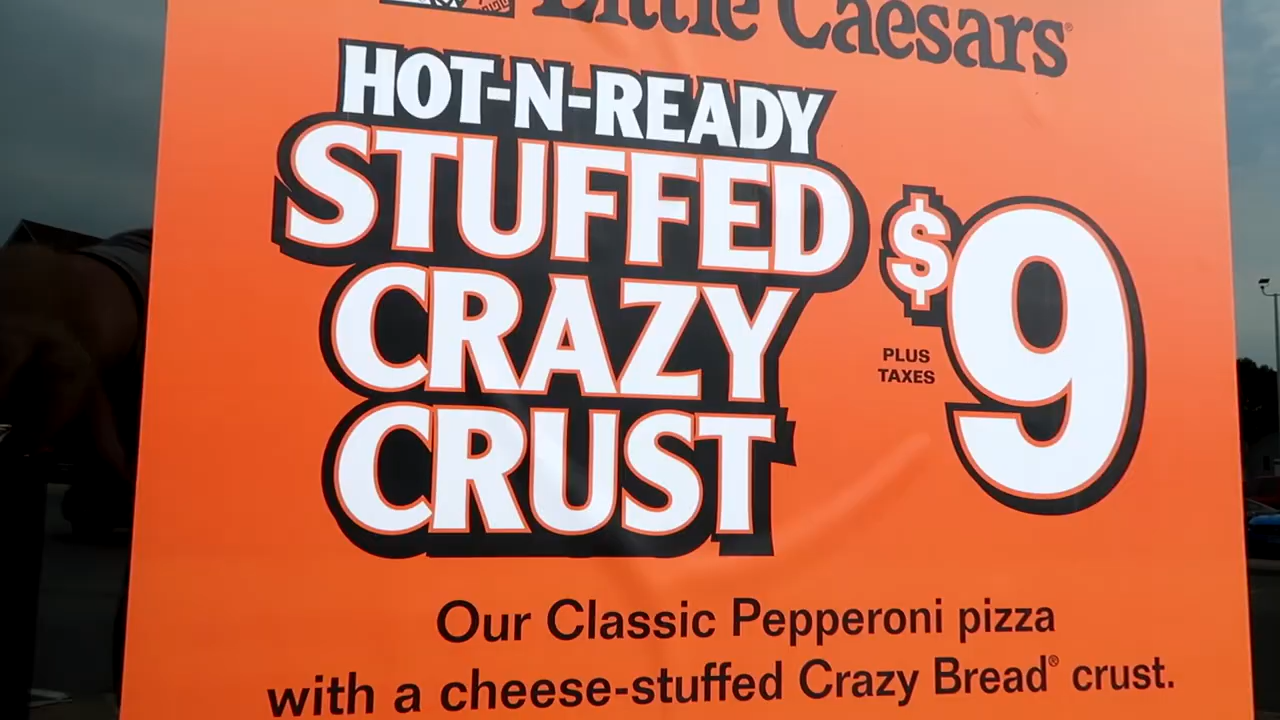 Little Caesars®
HOT-N-READY
STUFFED
CRAZY
CRUST
$9
PLUS
TAXES
Our Classic Pepperoni pizza
with a cheese-stuffed Crazy Bread® crust.